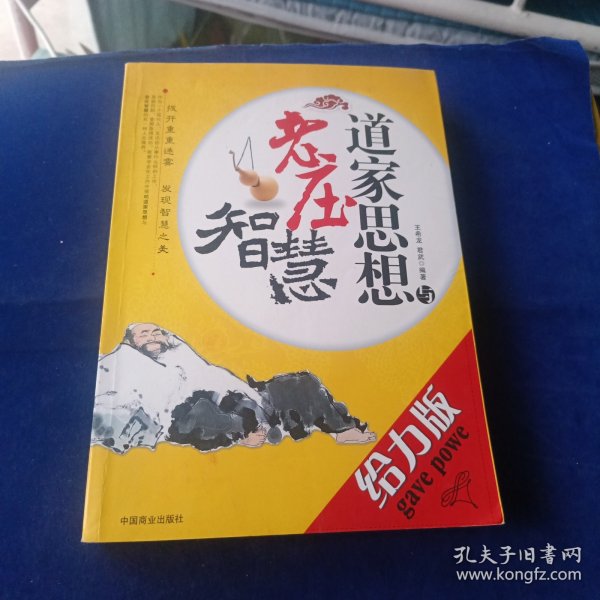 道家思想与
老庄
智慧
王希龙 君武◎编著
拨开重重迷雾 发现智慧之美
给力版
gave powe
中国商业出版社
孔夫子旧书网
www.kongfz.com